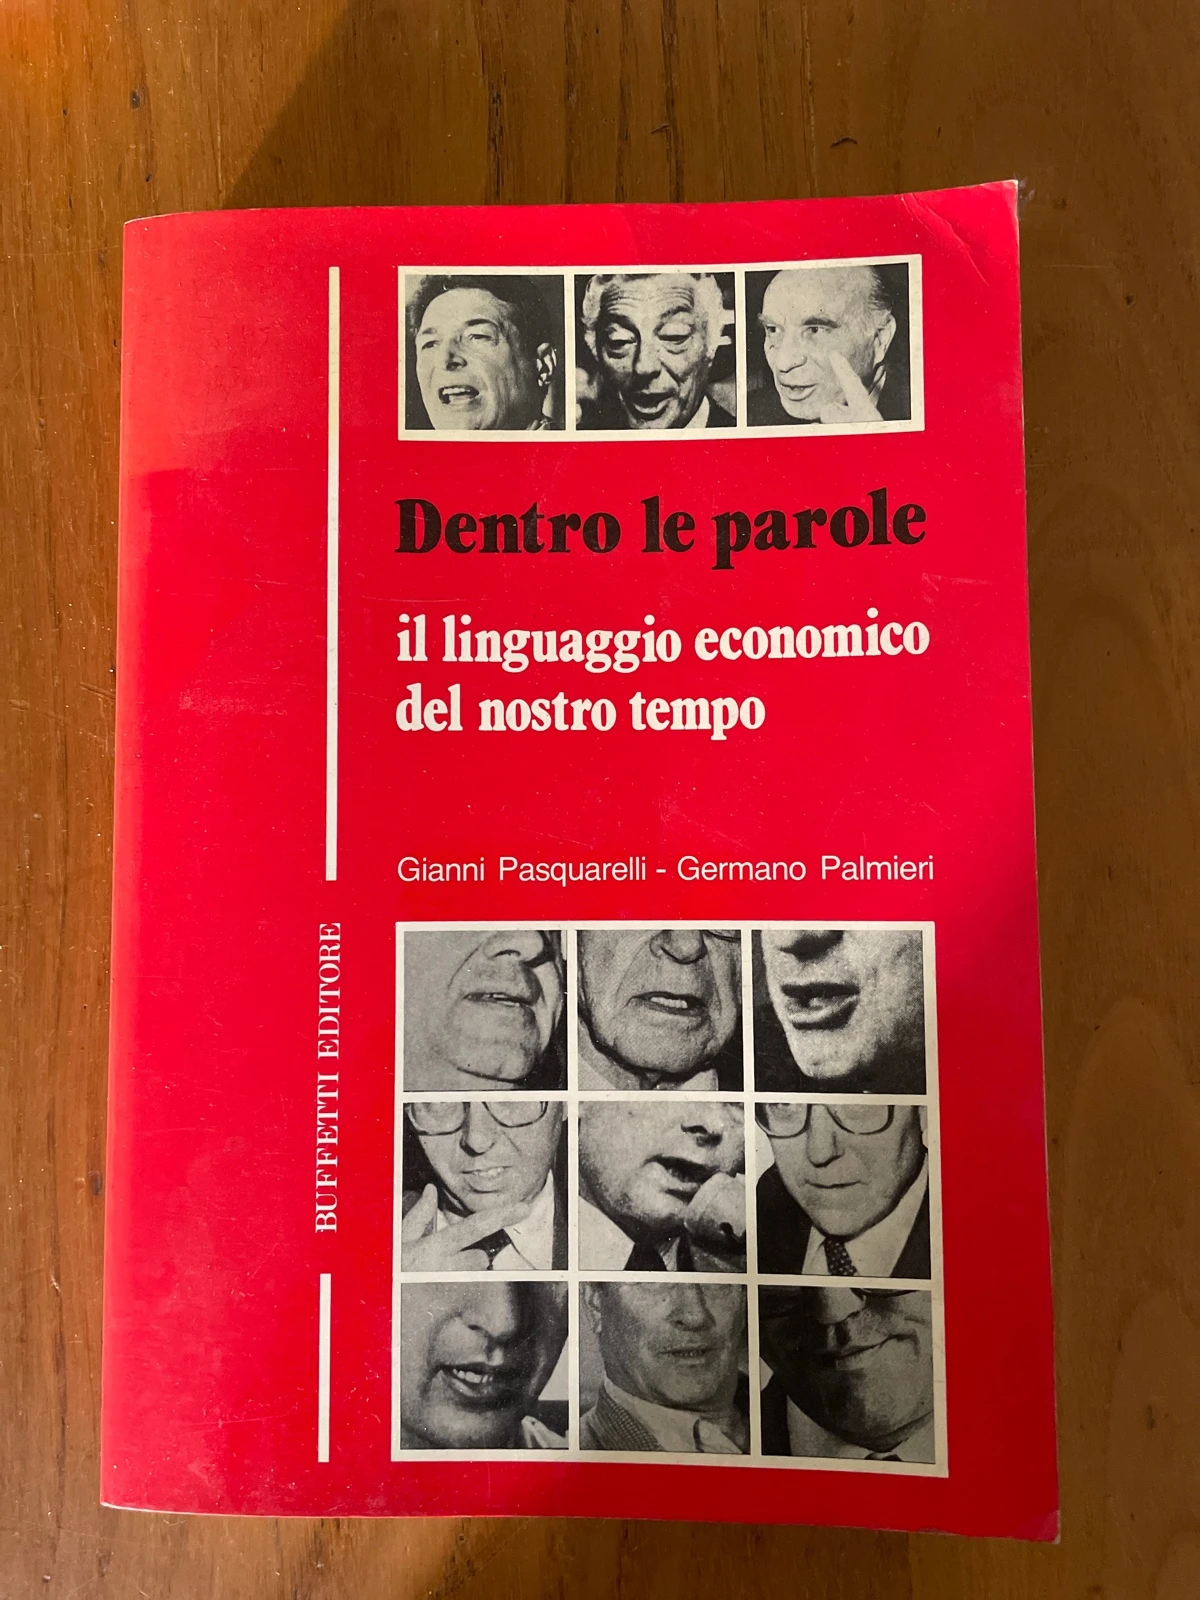 Dentro le parole
il linguaggio economico
del nostro tempo
Gianni Pasquarelli - Germano Palmieri
BUFFETTI EDITORE